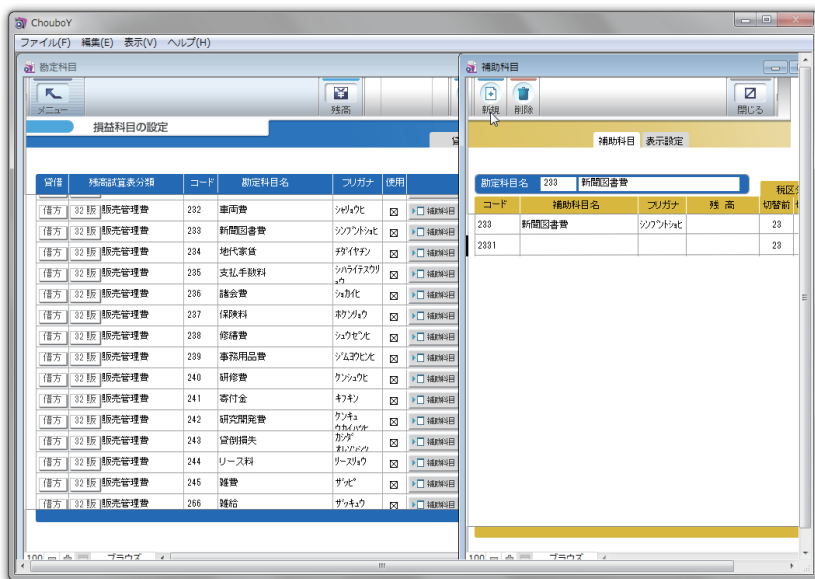 ChouboY
ファイル(F) 編集(E) 表示(V) ヘルプ(H)
勘定科目
メニュー
残高
損益科目の設定
貸借 残高試算表分類 コード 勘定科目名 フリガナ 使用
借方 32 販 販売管理費 232 車両費 シャリョウヒ 補助科目
借方 32 販 販売管理費 233 新聞図書費 シンブントショヒ 補助科目
借方 32 販 販売管理費 234 地代家賃 チダイヤチン 補助科目
借方 32 販 販売管理費 235 支払手数料 シハライテスウリョウ 補助科目
借方 32 販 販売管理費 236 諸会費 ショカイヒ 補助科目
借方 32 販 販売管理費 237 保険料 ホケンリョウ 補助科目
借方 32 販 販売管理費 238 修繕費 シュウゼンヒ 補助科目
借方 32 販 販売管理費 239 事務用品費 ジムヨウヒンヒ 補助科目
借方 32 販 販売管理費 240 研修費 ケンシュウヒ 補助科目
借方 32 販 販売管理費 241 寄付金 キフキン 補助科目
借方 32 販 販売管理費 242 研究開発費 ケンキュウカイハツヒ 補助科目
借方 32 販 販売管理費 243 貸倒損失 カシダオレソンシツ 補助科目
借方 32 販 販売管理費 244 リース料 リースリョウ 補助科目
借方 32 販 販売管理費 245 雑費 ザッピ 補助科目
借方 32 販 販売管理費 266 雑給 ザッキュウ 補助科目
100 ブラウズ
補助科目
新規 削除 閉じる
補助科目 表示設定
勘定科目名 233 新聞図書費
税区分
コード 補助科目名 フリガナ 残 高 切替前
233 新聞図書費 シンブントショヒ 23
2331 23
100 ブラウズ